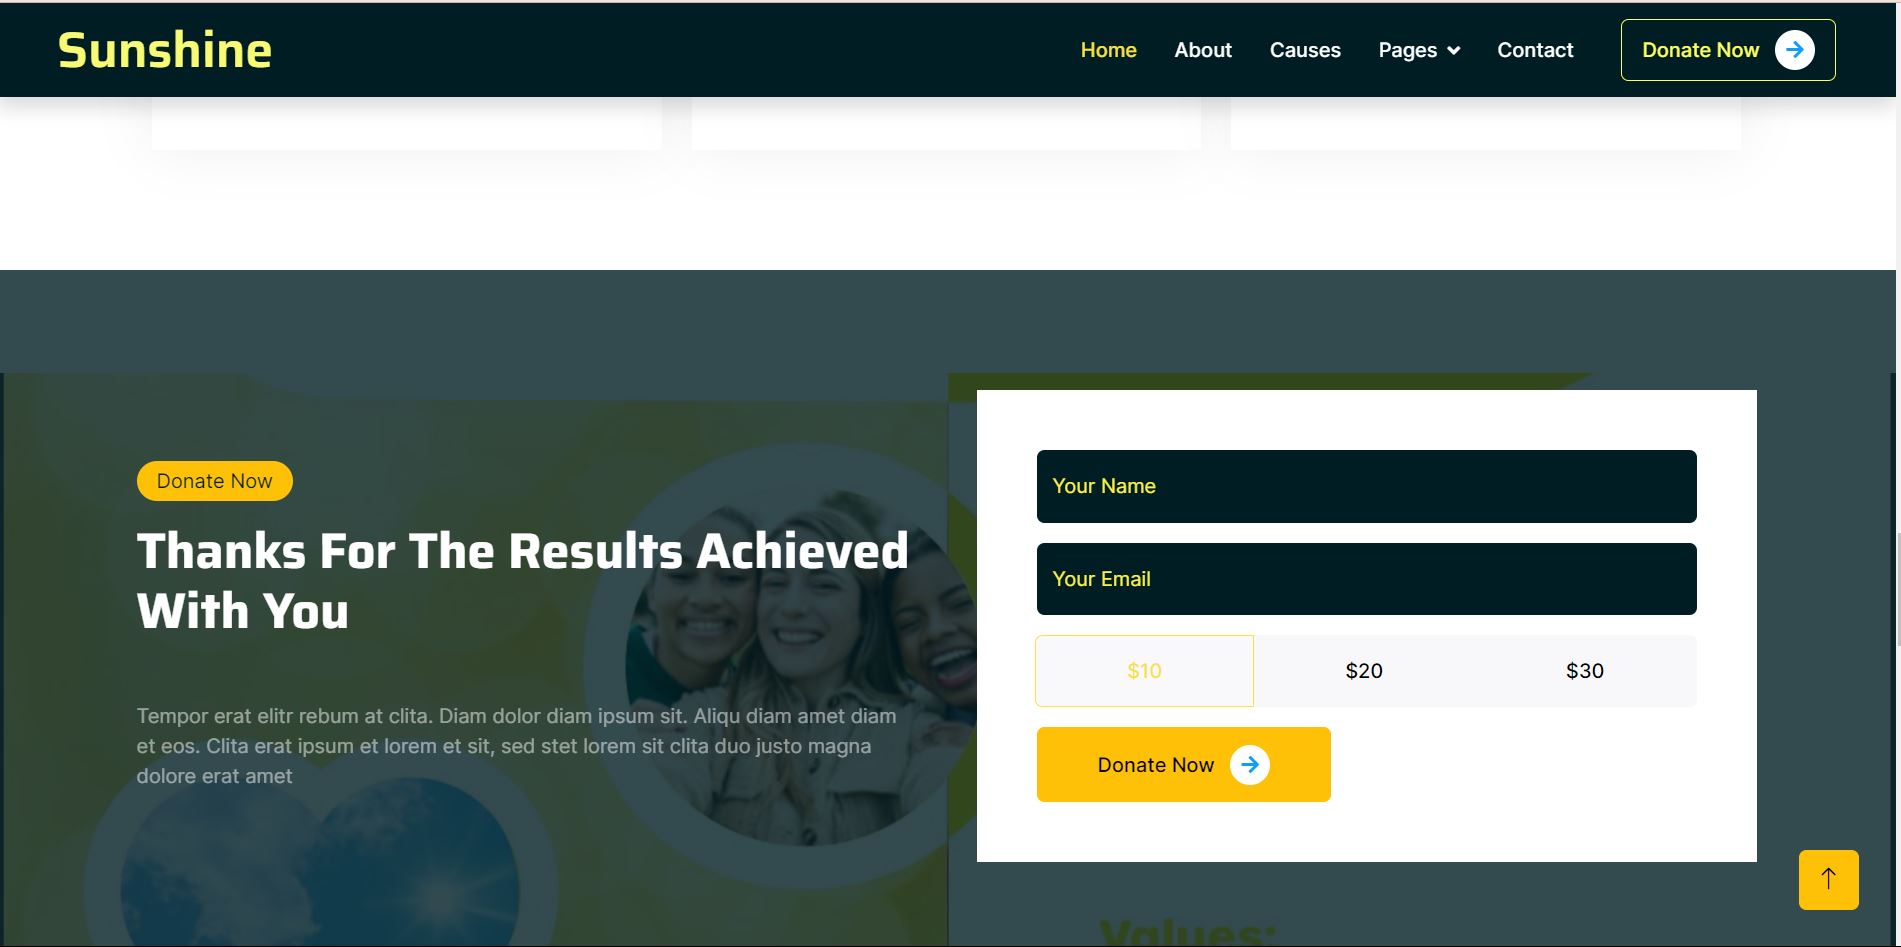 Sunshine
Home
About
Causes
Pages
Contact
Donate Now
Donate Now
Thanks For The Results Achieved
With You
Tempor erat elitr rebum at clita. Diam dolor diam ipsum sit. Aliqu diam amet diam
et eos. Clita erat ipsum et lorem et sit, sed stet lorem sit clita duo justo magna
dolore erat amet
Your Name
Your Email
$10
$20
$30
Donate Now
Values: